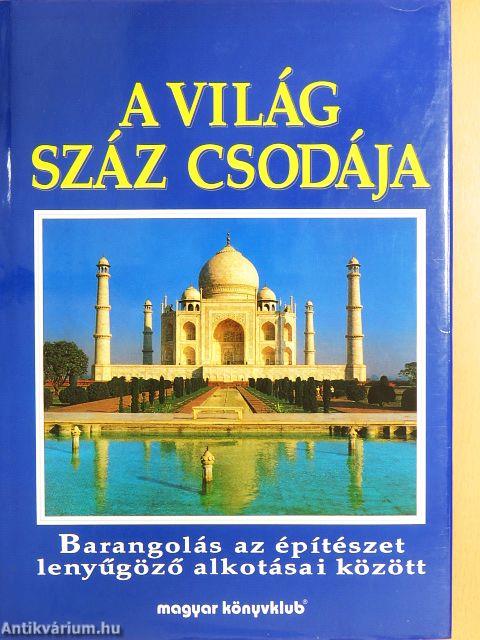 A VILÁG
SZÁZ CSODÁJA
Barangolás az építészet
lenyűgöző alkotásai között
magyar könyvklub®
Antikvárium.hu